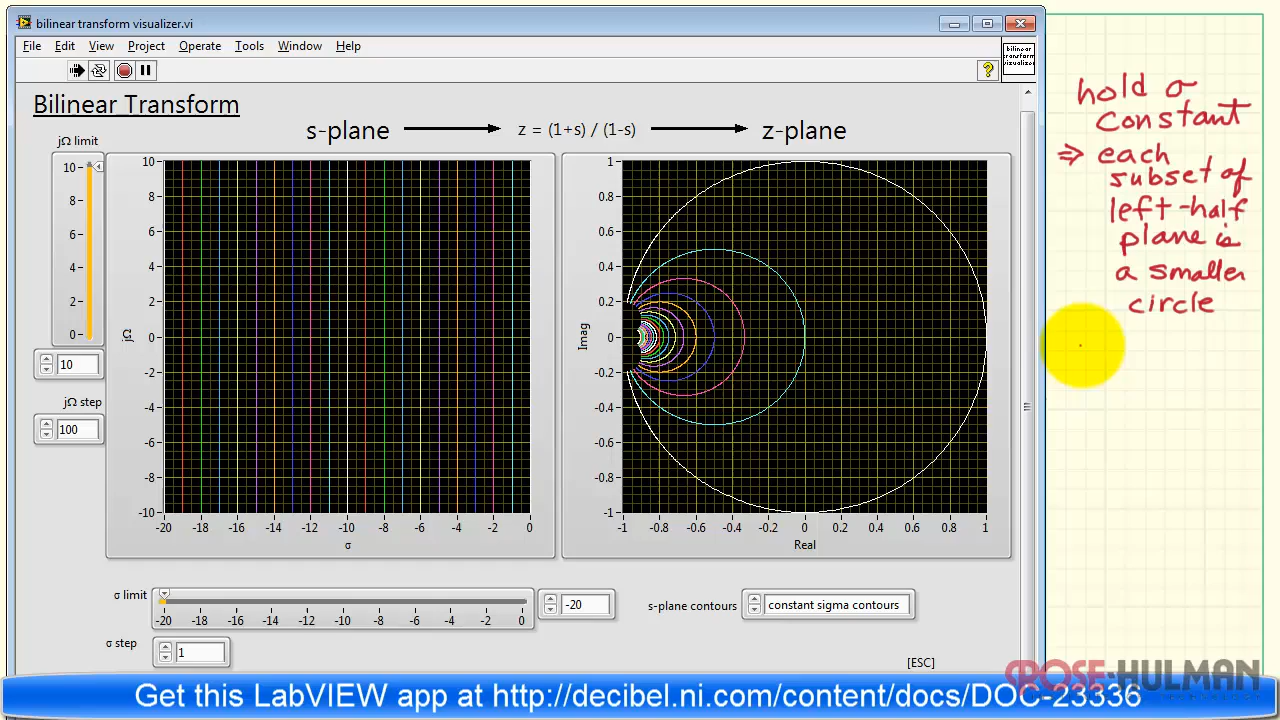 bilinear transform visualizer.vi
File Edit View Project Operate Tools Window Help
bilinear
transform
visualizer
Bilinear Transform
s-plane z = (1+s) / (1-s) z-plane
jΩ limit
10
8
6
4
2
0
10
jΩ step
100
10
8
6
4
2
0
-2
-4
-6
-8
-10
jΩ
-20 -18 -16 -14 -12 -10 -8 -6 -4 -2 0
σ
1
0.8
0.6
0.4
0.2
0
-0.2
-0.4
-0.6
-0.8
-1
Imag
-1 -0.8 -0.6 -0.4 -0.2 0 0.2 0.4 0.6 0.8 1
Real
σ limit
-20 -18 -16 -14 -12 -10 -8 -6 -4 -2 0
-20
s-plane contours constant sigma contours
σ step
1
[ESC]
hold σ
constant
⇒ each
subset of
left-half
plane is
a smaller
circle
ROSE-HULMAN
Get this LabVIEW app at http://decibel.ni.com/content/docs/DOC-23336